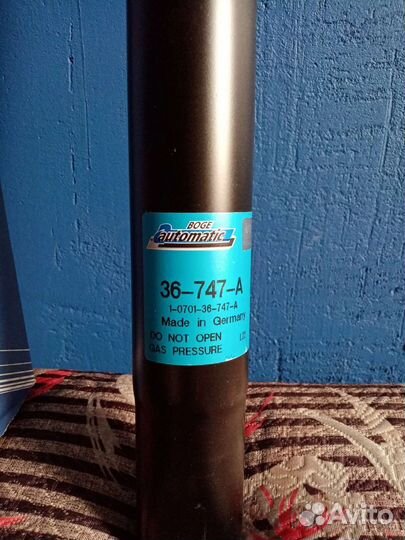 BOGE
automatic
36-747-A
1-0701-36-747-A
Made in Germany
DO NOT OPEN
GAS PRESSURE
Avito